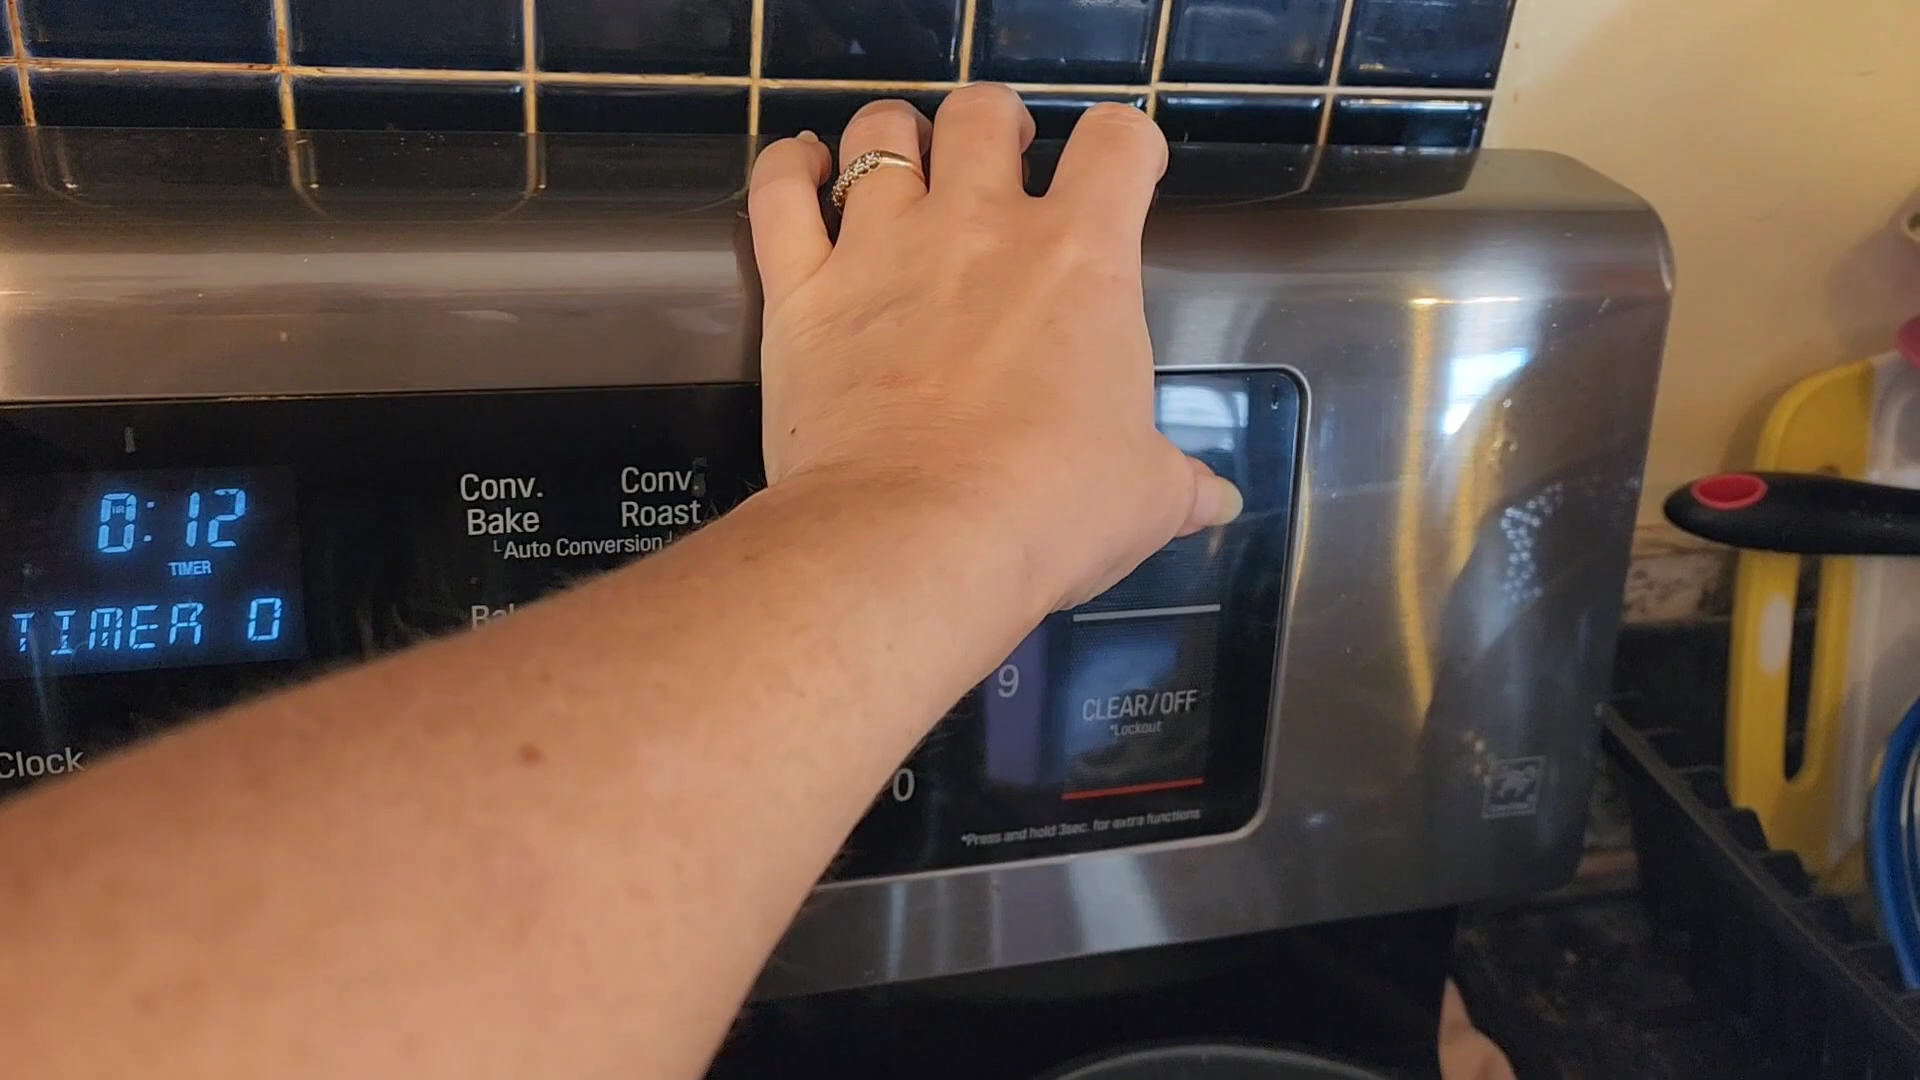 0:12
HR
TIMER
TIMER 0
Conv.
Bake
Conv.
Roast
└Auto Conversion┘
Clock
9
0
CLEAR/OFF
*Lockout
*Press and hold 3sec. for extra functions